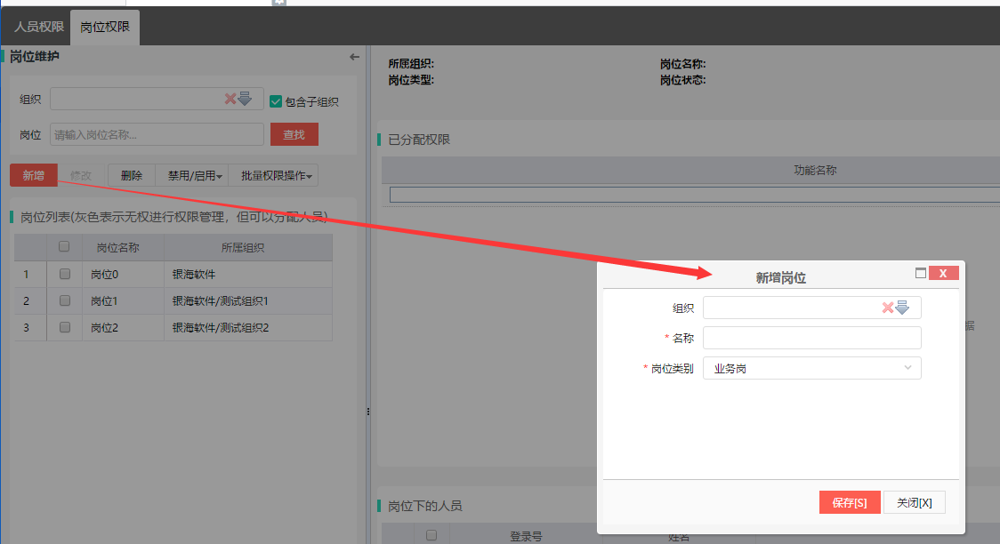 人员权限 岗位权限
岗位维护
组织 包含子组织
岗位 请输入岗位名称... 查找
新增 修改 删除 禁用/启用 批量权限操作
岗位列表(灰色表示无权进行权限管理，但可以分配人员)
岗位名称 所属组织
1 岗位0 银海软件
2 岗位1 银海软件/测试组织1
3 岗位2 银海软件/测试组织2
所属组织: 岗位名称:
岗位类型: 岗位状态:
已分配权限
功能名称
据
新增岗位 X
组织
* 名称
* 岗位类别 业务岗
保存[S] 关闭[X]
岗位下的人员
登录号 姓名